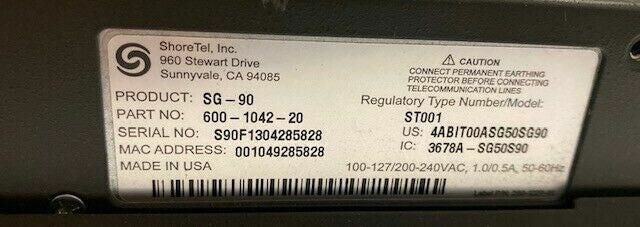 ShoreTel, Inc.
960 Stewart Drive
Sunnyvale, CA 94085
PRODUCT: SG-90
PART NO: 600-1042-20
SERIAL NO: S90F1304285828
MAC ADDRESS: 001049285828
MADE IN USA
CAUTION
CONNECT PERMANENT EARTHING
PROTECTOR BEFORE CONNECTING
TELECOMMUNICATION LINES
Regulatory Type Number/Model:
ST001
US: 4ABIT00ASG50SG90
IC: 3678A-SG50S90
100-127/200-240VAC, 1.0/0.5A, 50-60Hz
Label P/N